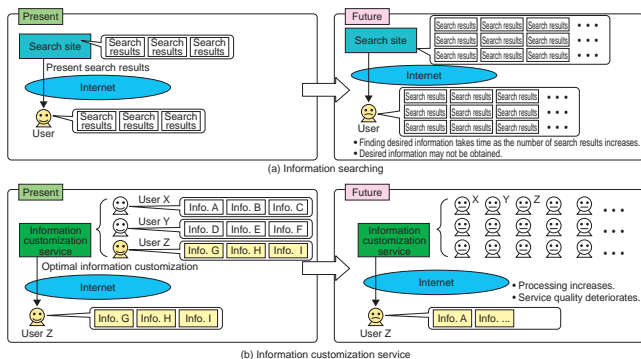 Present
Search site
Search results Search results Search results
Present search results
Internet
User
Search results Search results Search results
Future
Search site
Search results Search results Search results • • •
Search results Search results Search results • • •
Search results Search results Search results • • •
Internet
User
Search results Search results Search results • • •
Search results Search results Search results • • •
Search results Search results Search results • • •
• Finding desired information takes time as the number of search results increases.
• Desired information may not be obtained.
(a) Information searching
Present
User X
Info. A Info. B Info. C
User Y
Info. D Info. E Info. F
User Z
Info. G Info. H Info. I
Information
customization
service
Optimal information customization
Internet
User Z
Info. G Info. H Info. I
Future
X Y Z
• • •
• • •
• • •
Information
customization
service
Internet
• Processing increases.
• Service quality deteriorates.
User Z
Info. A Info. ...
(b) Information customization service